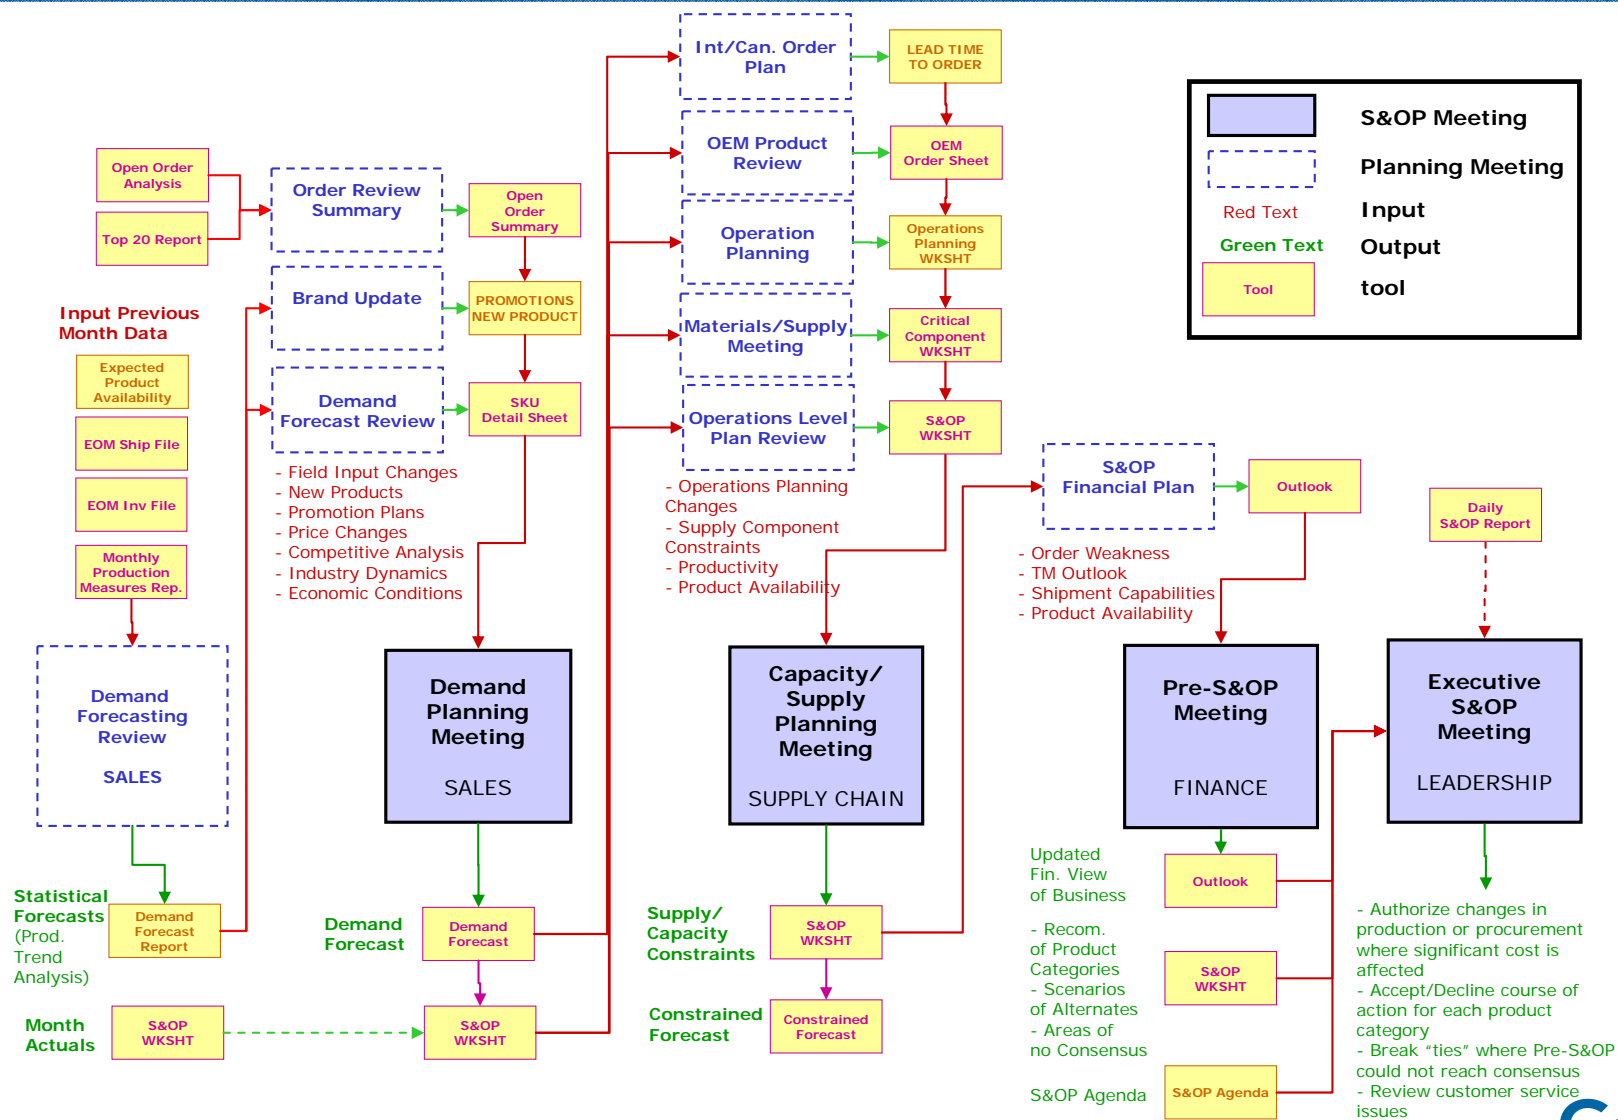 Open Order
Analysis
Top 20 Report
Input Previous
Month Data
Expected
Product
Availability
EOM Ship File
EOM Inv File
Monthly
Production
Measures Rep.
Demand
Forecasting
Review
SALES
Statistical
Forecasts
(Prod.
Trend
Analysis)
Demand
Forecast
Report
Month
Actuals
S&OP
WKSHT
Order Review
Summary
Open
Order
Summary
Brand Update
PROMOTIONS
NEW PRODUCT
Demand
Forecast Review
SKU
Detail Sheet
- Field Input Changes
- New Products
- Promotion Plans
- Price Changes
- Competitive Analysis
- Industry Dynamics
- Economic Conditions
Demand
Planning
Meeting
SALES
Demand
Forecast
Demand
Forecast
S&OP
WKSHT
Int/Can. Order
Plan
LEAD TIME
TO ORDER
OEM Product
Review
OEM
Order Sheet
Operation
Planning
Operations
Planning
WKSHT
Materials/Supply
Meeting
Critical
Component
WKSHT
Operations Level
Plan Review
S&OP
WKSHT
- Operations Planning
Changes
- Supply Component
Constraints
- Productivity
- Product Availability
Capacity/
Supply
Planning
Meeting
SUPPLY CHAIN
Supply/
Capacity
Constraints
S&OP
WKSHT
Constrained
Forecast
Constrained
Forecast
S&OP
Financial Plan
Outlook
- Order Weakness
- TM Outlook
- Shipment Capabilities
- Product Availability
Pre-S&OP
Meeting
FINANCE
Updated
Fin. View
of Business
Outlook
- Recom.
of Product
Categories
- Scenarios
of Alternates
- Areas of
no Consensus
S&OP
WKSHT
S&OP Agenda
S&OP Agenda
Daily
S&OP Report
Executive
S&OP
Meeting
LEADERSHIP
- Authorize changes in
production or procurement
where significant cost is
affected
- Accept/Decline course of
action for each product
category
- Break “ties” where Pre-S&OP
could not reach consensus
- Review customer service
issues
S&OP Meeting
Planning Meeting
Red Text
Input
Green Text
Output
Tool
tool